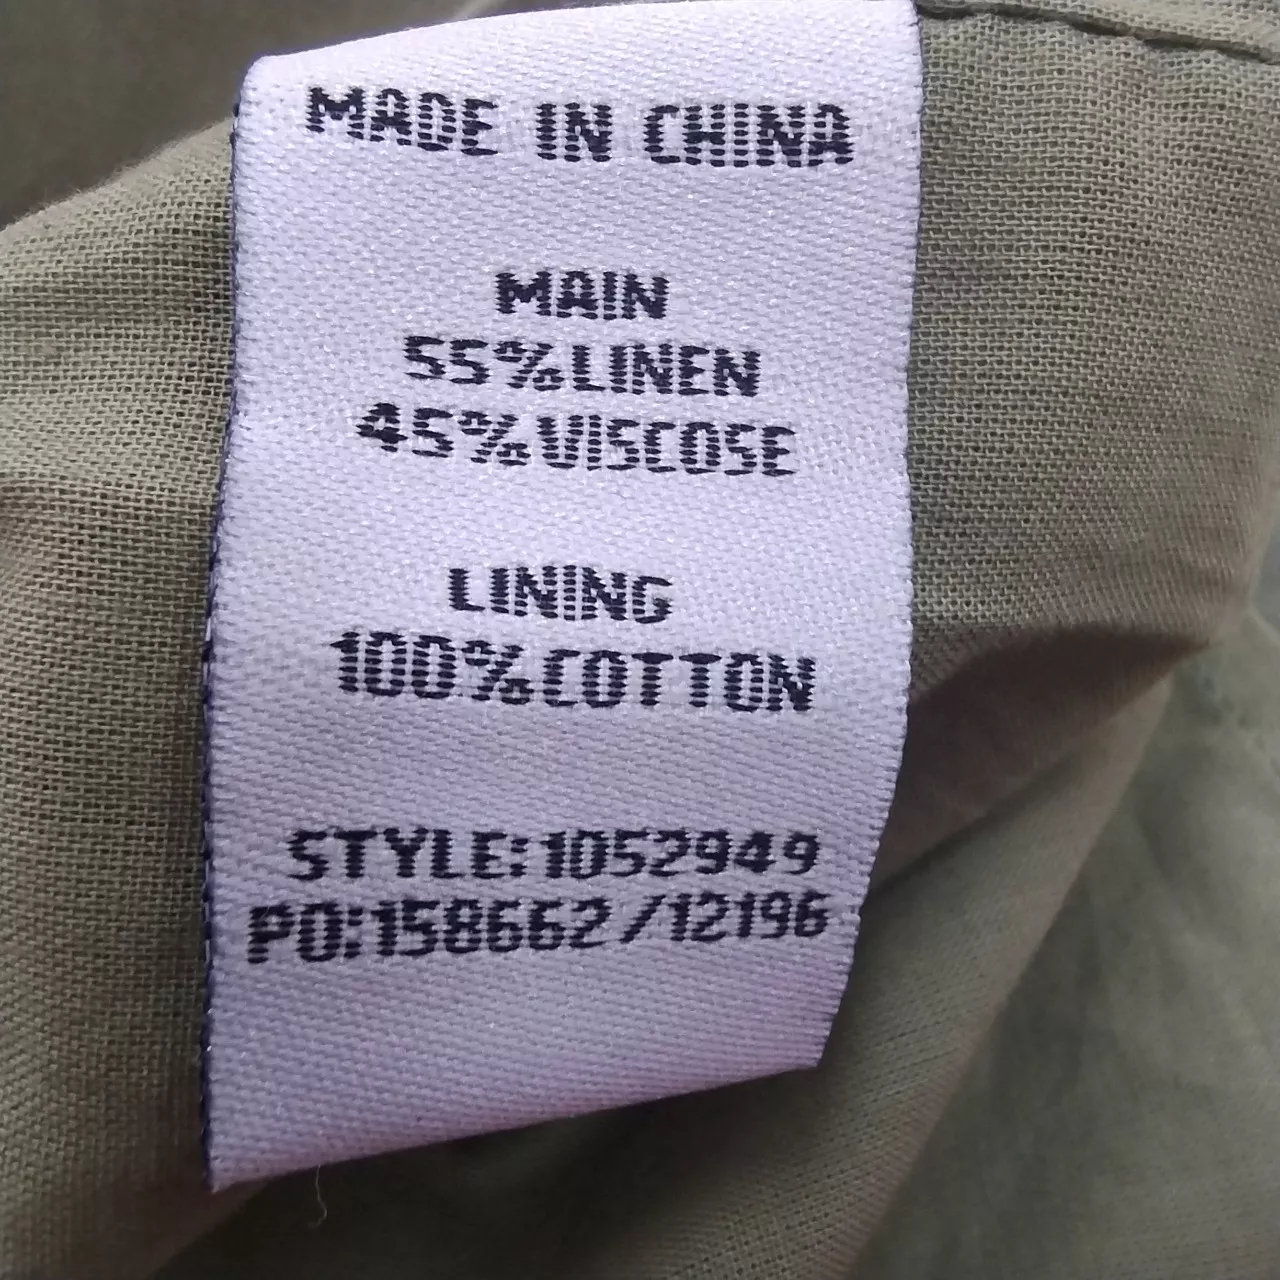 MADE IN CHINA
MAIN
55%LINEN
45%VISCOSE
LINING
100%COTTON
STYLE:1052949
PO:158662/12196